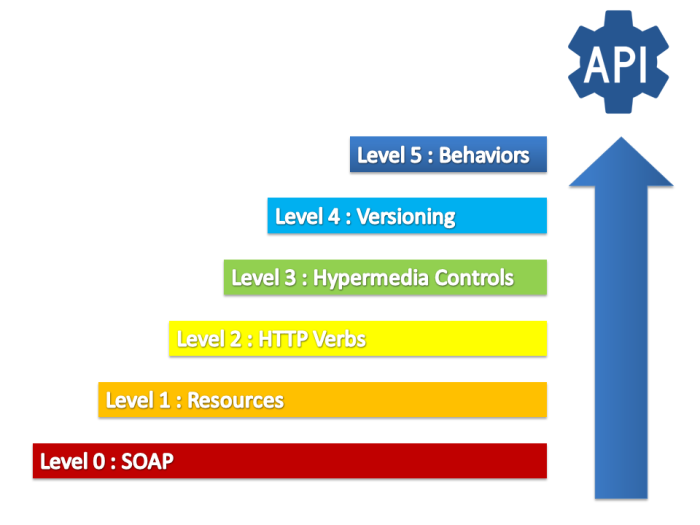 API
Level 5 : Behaviors
Level 4 : Versioning
Level 3 : Hypermedia Controls
Level 2 : HTTP Verbs
Level 1 : Resources
Level 0 : SOAP